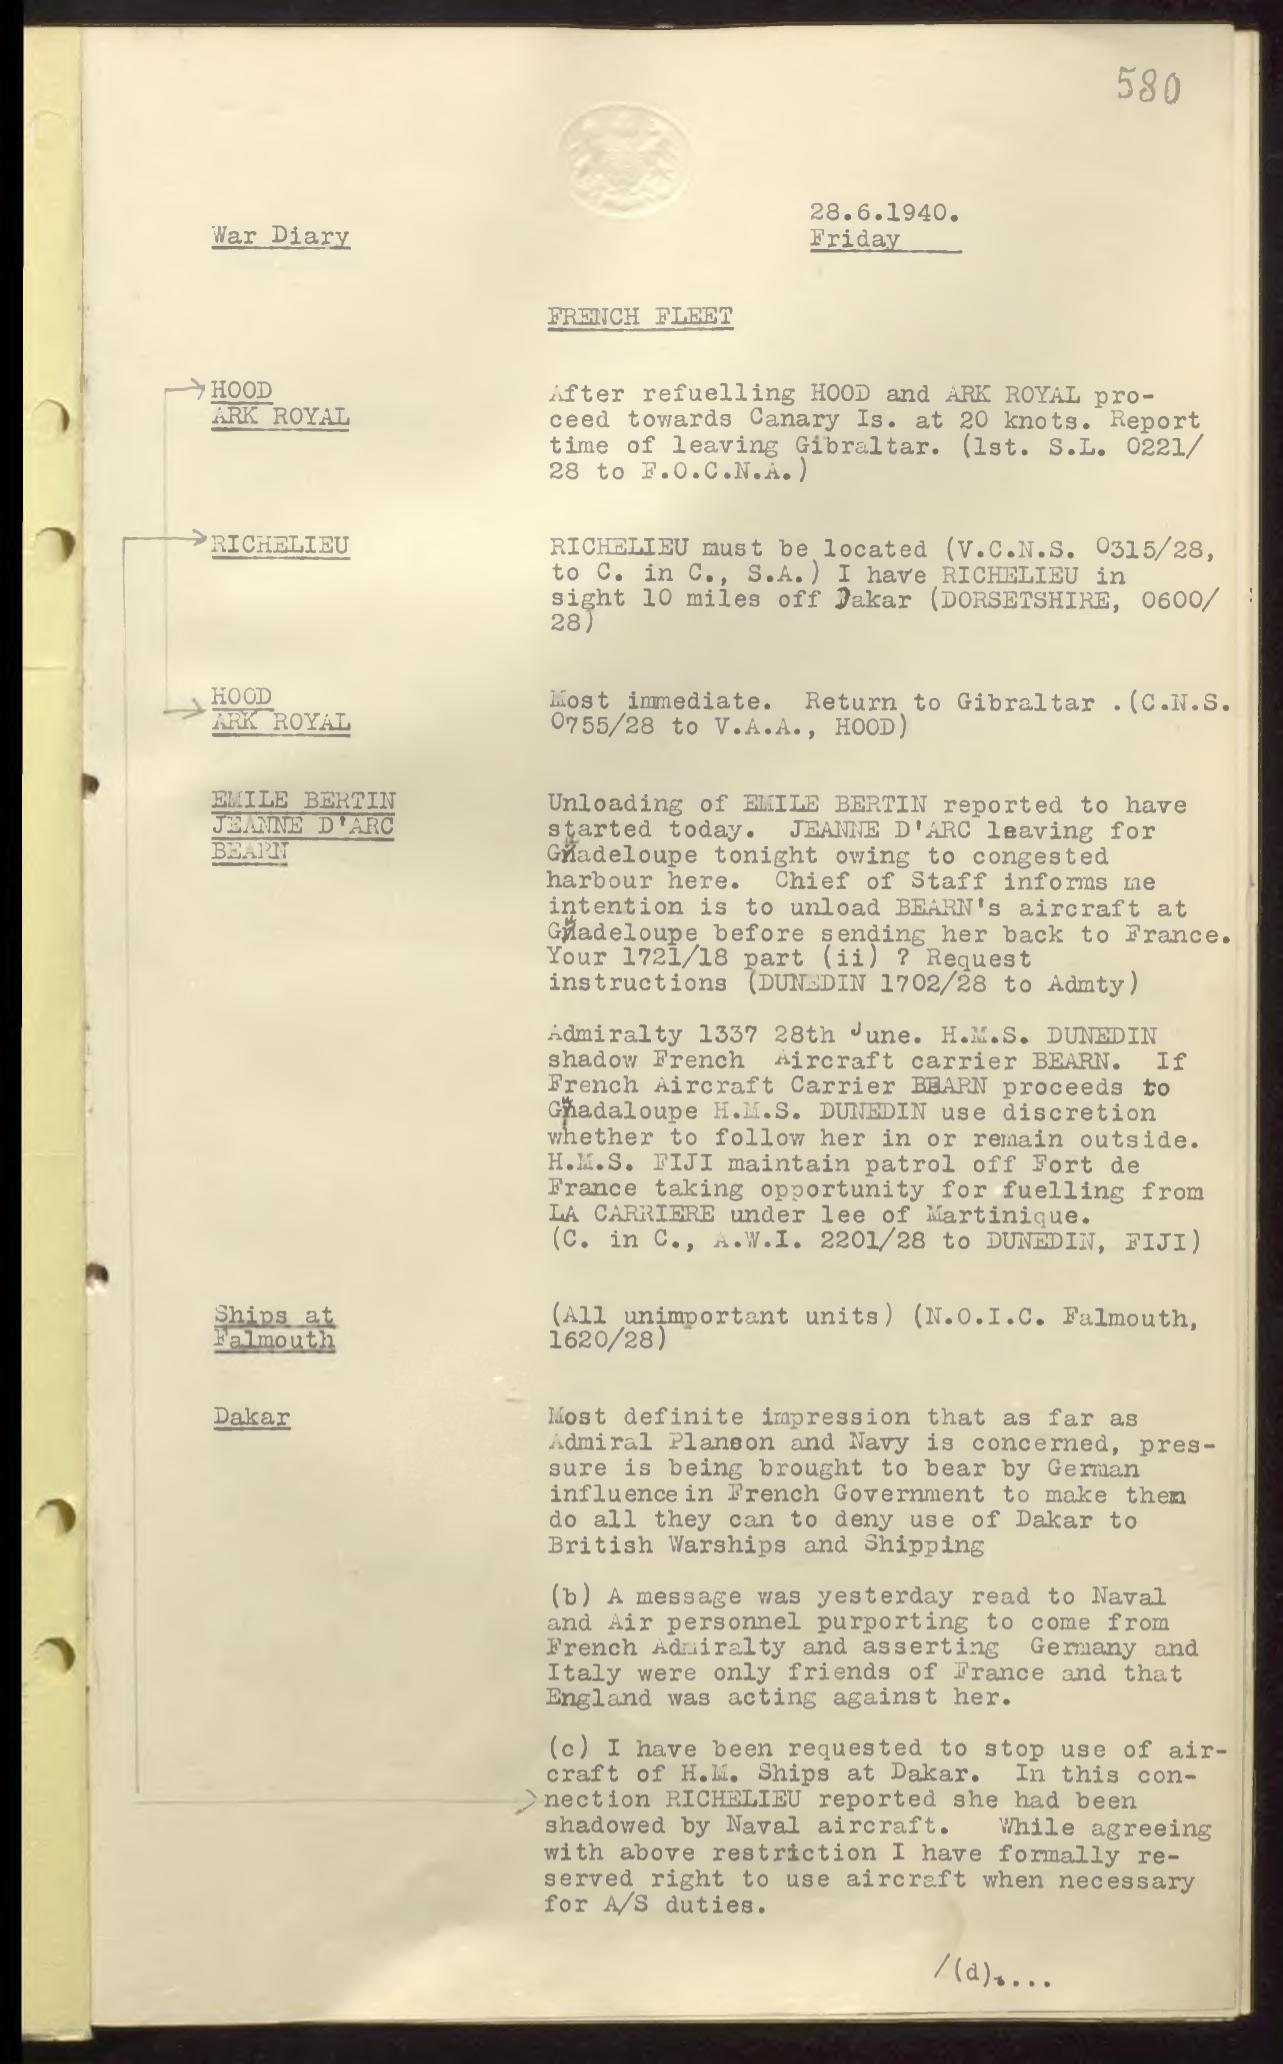 580
28.6.1940.
War Diary
Friday
FRENCH FLEET
HOOD
ARK ROYAL
After refuelling HOOD and ARK ROYAL pro-
ceed towards Canary Is. at 20 knots. Report
time of leaving Gibraltar. (1st. S.L. 0221/
28 to F.O.C.N.A.)
RICHELIEU
RICHELIEU must be located (V.C.N.S. 0315/28,
to C. in C., S.A.) I have RICHELIEU in
sight 10 miles off Dakar (DORSETSHIRE, 0600/
28)
HOOD
ARK ROYAL
Most immediate. Return to Gibraltar .(C.N.S.
0755/28 to V.A.A., HOOD)
EMILE BERTIN
JEANNE D'ARC
BEARN
Unloading of EMILE BERTIN reported to have
started today. JEANNE D'ARC leaving for
Guadeloupe tonight owing to congested
harbour here. Chief of Staff informs me
intention is to unload BEARN's aircraft at
Guadeloupe before sending her back to France.
Your 1721/18 part (ii) ? Request
instructions (DUNEDIN 1702/28 to Admty)
Admiralty 1337 28th June. H.M.S. DUNEDIN
shadow French Aircraft carrier BEARN. If
French Aircraft Carrier BEARN proceeds to
Guadaloupe H.M.S. DUNEDIN use discretion
whether to follow her in or remain outside.
H.M.S. FIJI maintain patrol off Fort de
France taking opportunity for fuelling from
LA CARRIERE under lee of Martinique.
(C. in C., A.W.I. 2201/28 to DUNEDIN, FIJI)
Ships at
Falmouth
(All unimportant units) (N.O.I.C. Falmouth,
1620/28)
Dakar
Most definite impression that as far as
Admiral Planson and Navy is concerned, pres-
sure is being brought to bear by German
influence in French Government to make them
do all they can to deny use of Dakar to
British Warships and Shipping
(b) A message was yesterday read to Naval
and Air personnel purporting to come from
French Admiralty and asserting Germany and
Italy were only friends of France and that
England was acting against her.
(c) I have been requested to stop use of air-
craft of H.M. Ships at Dakar. In this con-
nection RICHELIEU reported she had been
shadowed by Naval aircraft. While agreeing
with above restriction I have formally re-
served right to use aircraft when necessary
for A/S duties.
/(d)....